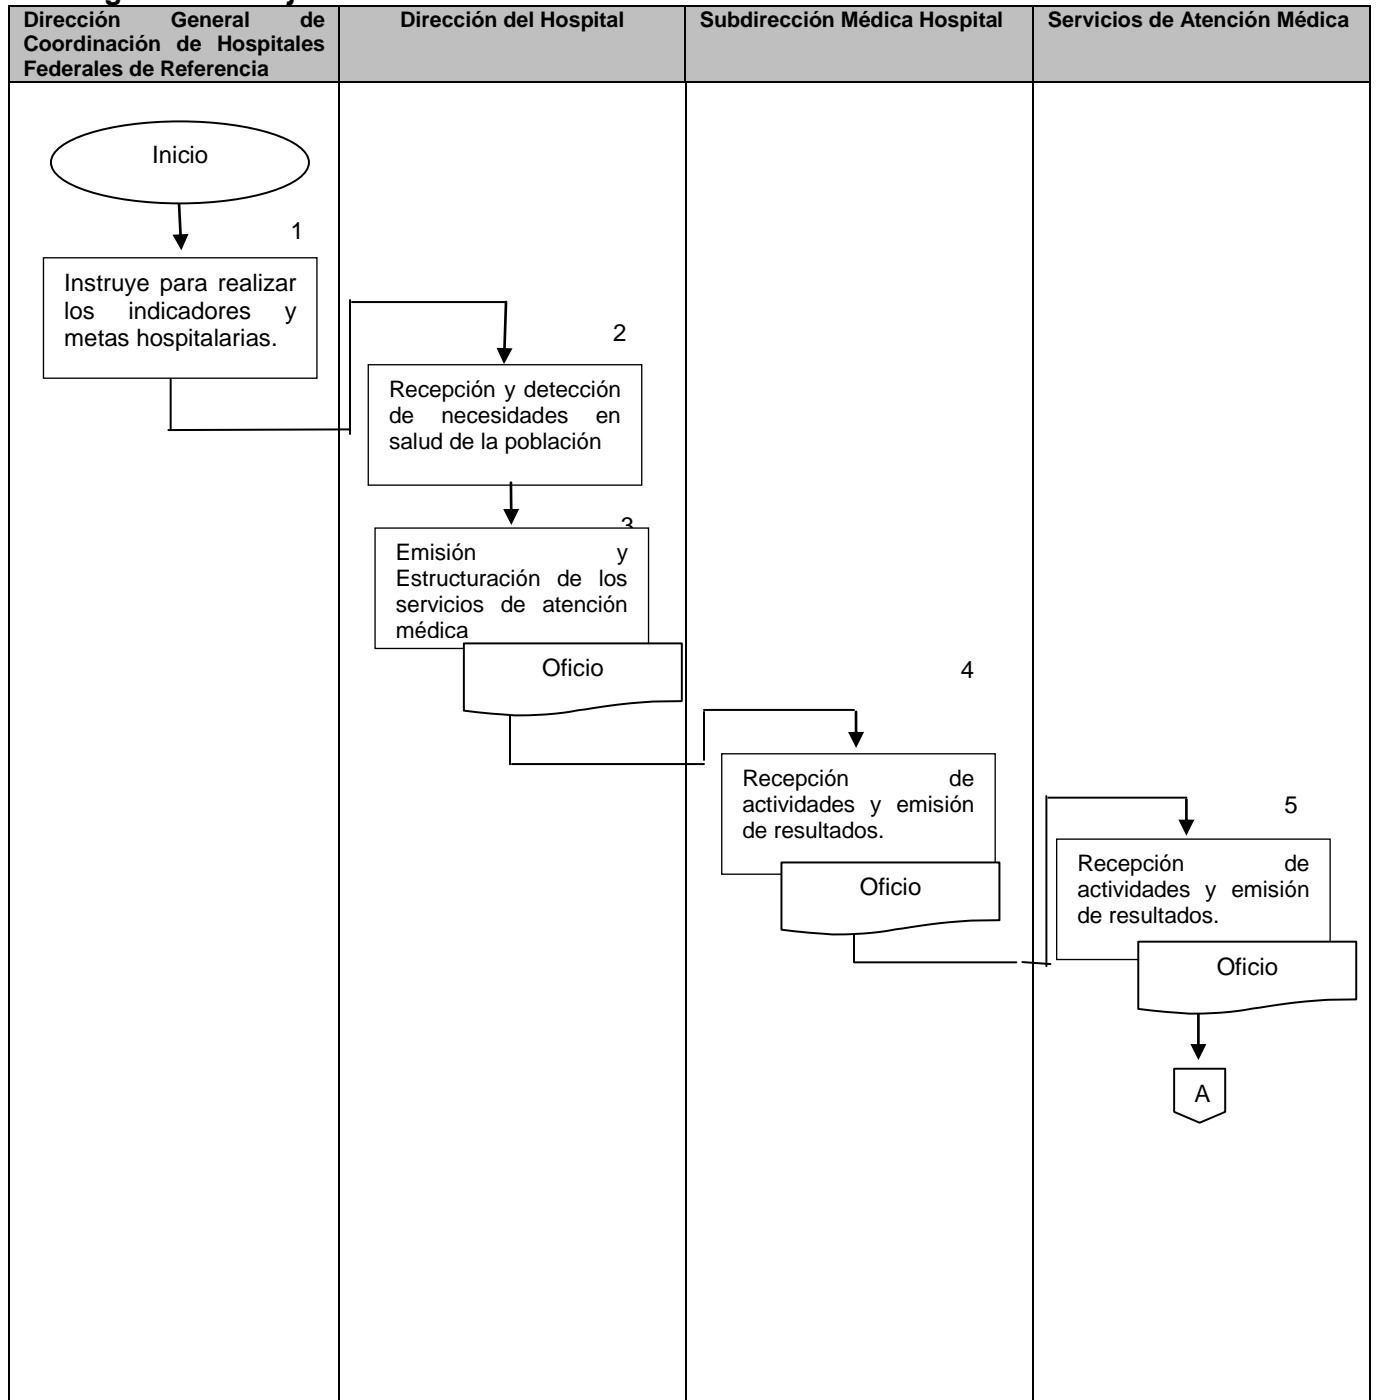 Dirección General de
Coordinación de Hospitales
Federales de Referencia
Dirección del Hospital
Subdirección Médica Hospital
Servicios de Atención Médica
Inicio
1
Instruye para realizar
los indicadores y
metas hospitalarias.
2
Recepción y detección
de necesidades en
salud de la población
3
Emisión y
Estructuración de los
servicios de atención
médica
Oficio
4
Recepción de
actividades y emisión
de resultados.
Oficio
5
Recepción de
actividades y emisión
de resultados.
Oficio
A